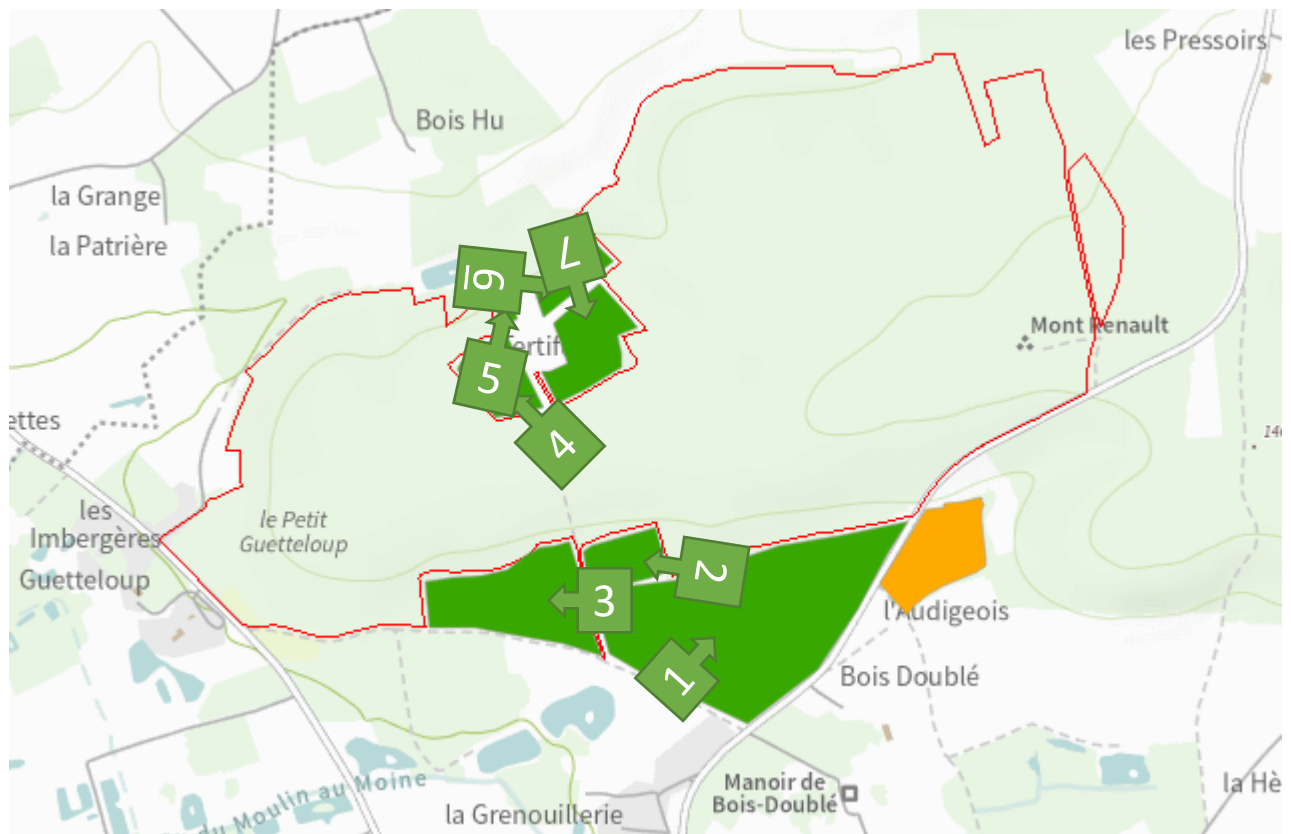 les Pressoirs
Bois Hu
la Grange
la Patrière
7
6
Mont Renault
Fertif
5
ettes
4
les
Imbergères
le Petit
Guetteloup
Guetteloup
2
3
l'Audigeois
1
Bois Doublé
Manoir de
Bois-Doublé
la Hè
du Moulin au Moine
la Grenouillerie